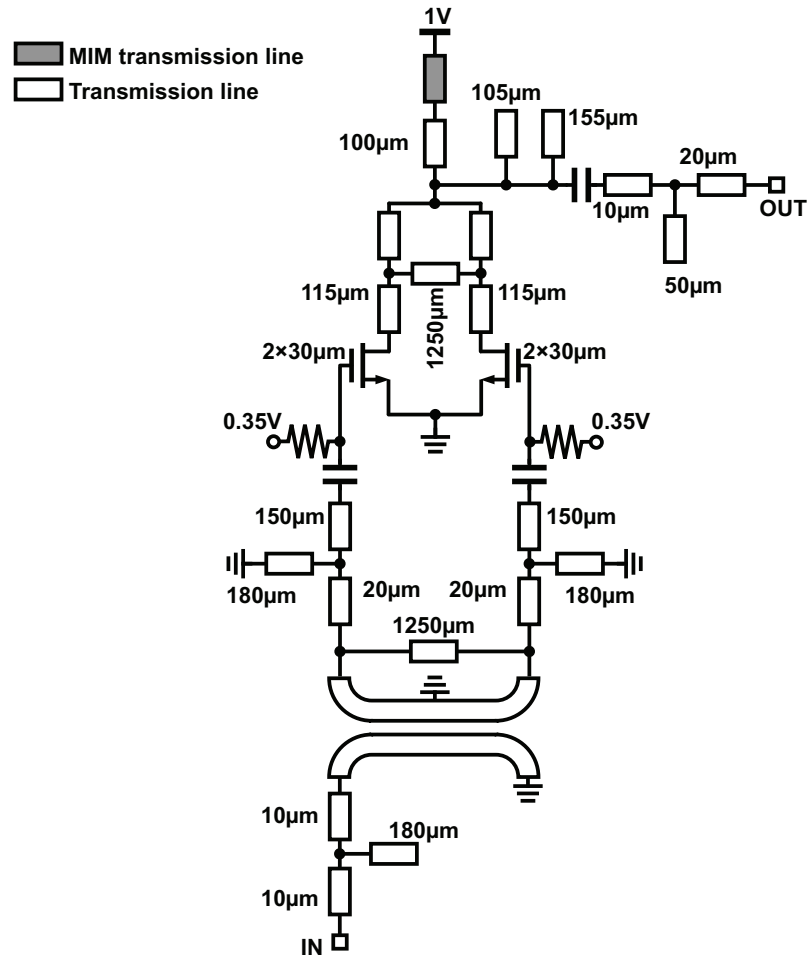 1V
MIM transmission line
Transmission line
105µm
155µm
100µm
20µm
10µm
OUT
50µm
115µm
1250µm
115µm
2×30µm
2×30µm
0.35V
0.35V
150µm
150µm
180µm
20µm
20µm
180µm
1250µm
10µm
180µm
10µm
IN